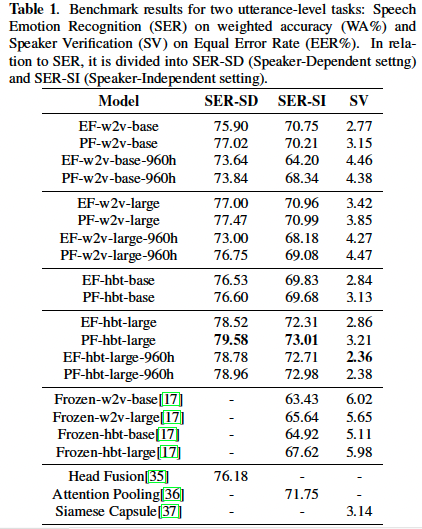 Table 1. Benchmark results for two utterance-level tasks: Speech
Emotion Recognition (SER) on weighted accuracy (WA%) and
Speaker Verification (SV) on Equal Error Rate (EER%). In rela-
tion to SER, it is divided into SER-SD (Speaker-Dependent settng)
and SER-SI (Speaker-Independent setting).
Model SER-SD SER-SI SV
EF-w2v-base 75.90 70.75 2.77
PF-w2v-base 77.02 70.21 3.15
EF-w2v-base-960h 73.64 64.20 4.46
PF-w2v-base-960h 73.84 68.34 4.38
EF-w2v-large 77.00 70.96 3.42
PF-w2v-large 77.47 70.99 3.85
EF-w2v-large-960h 73.00 68.18 4.27
PF-w2v-large-960h 76.75 69.08 4.47
EF-hbt-base 76.53 69.83 2.84
PF-hbt-base 76.60 69.68 3.13
EF-hbt-large 78.52 72.31 2.86
PF-hbt-large 79.58 73.01 3.21
EF-hbt-large-960h 78.78 72.71 2.36
PF-hbt-large-960h 78.96 72.98 2.38
Frozen-w2v-base[17] - 63.43 6.02
Frozen-w2v-large[17] - 65.64 5.65
Frozen-hbt-base[17] - 64.92 5.11
Frozen-hbt-large[17] - 67.62 5.98
Head Fusion[35] 76.18 - -
Attention Pooling[36] - 71.75 -
Siamese Capsule[37] - - 3.14